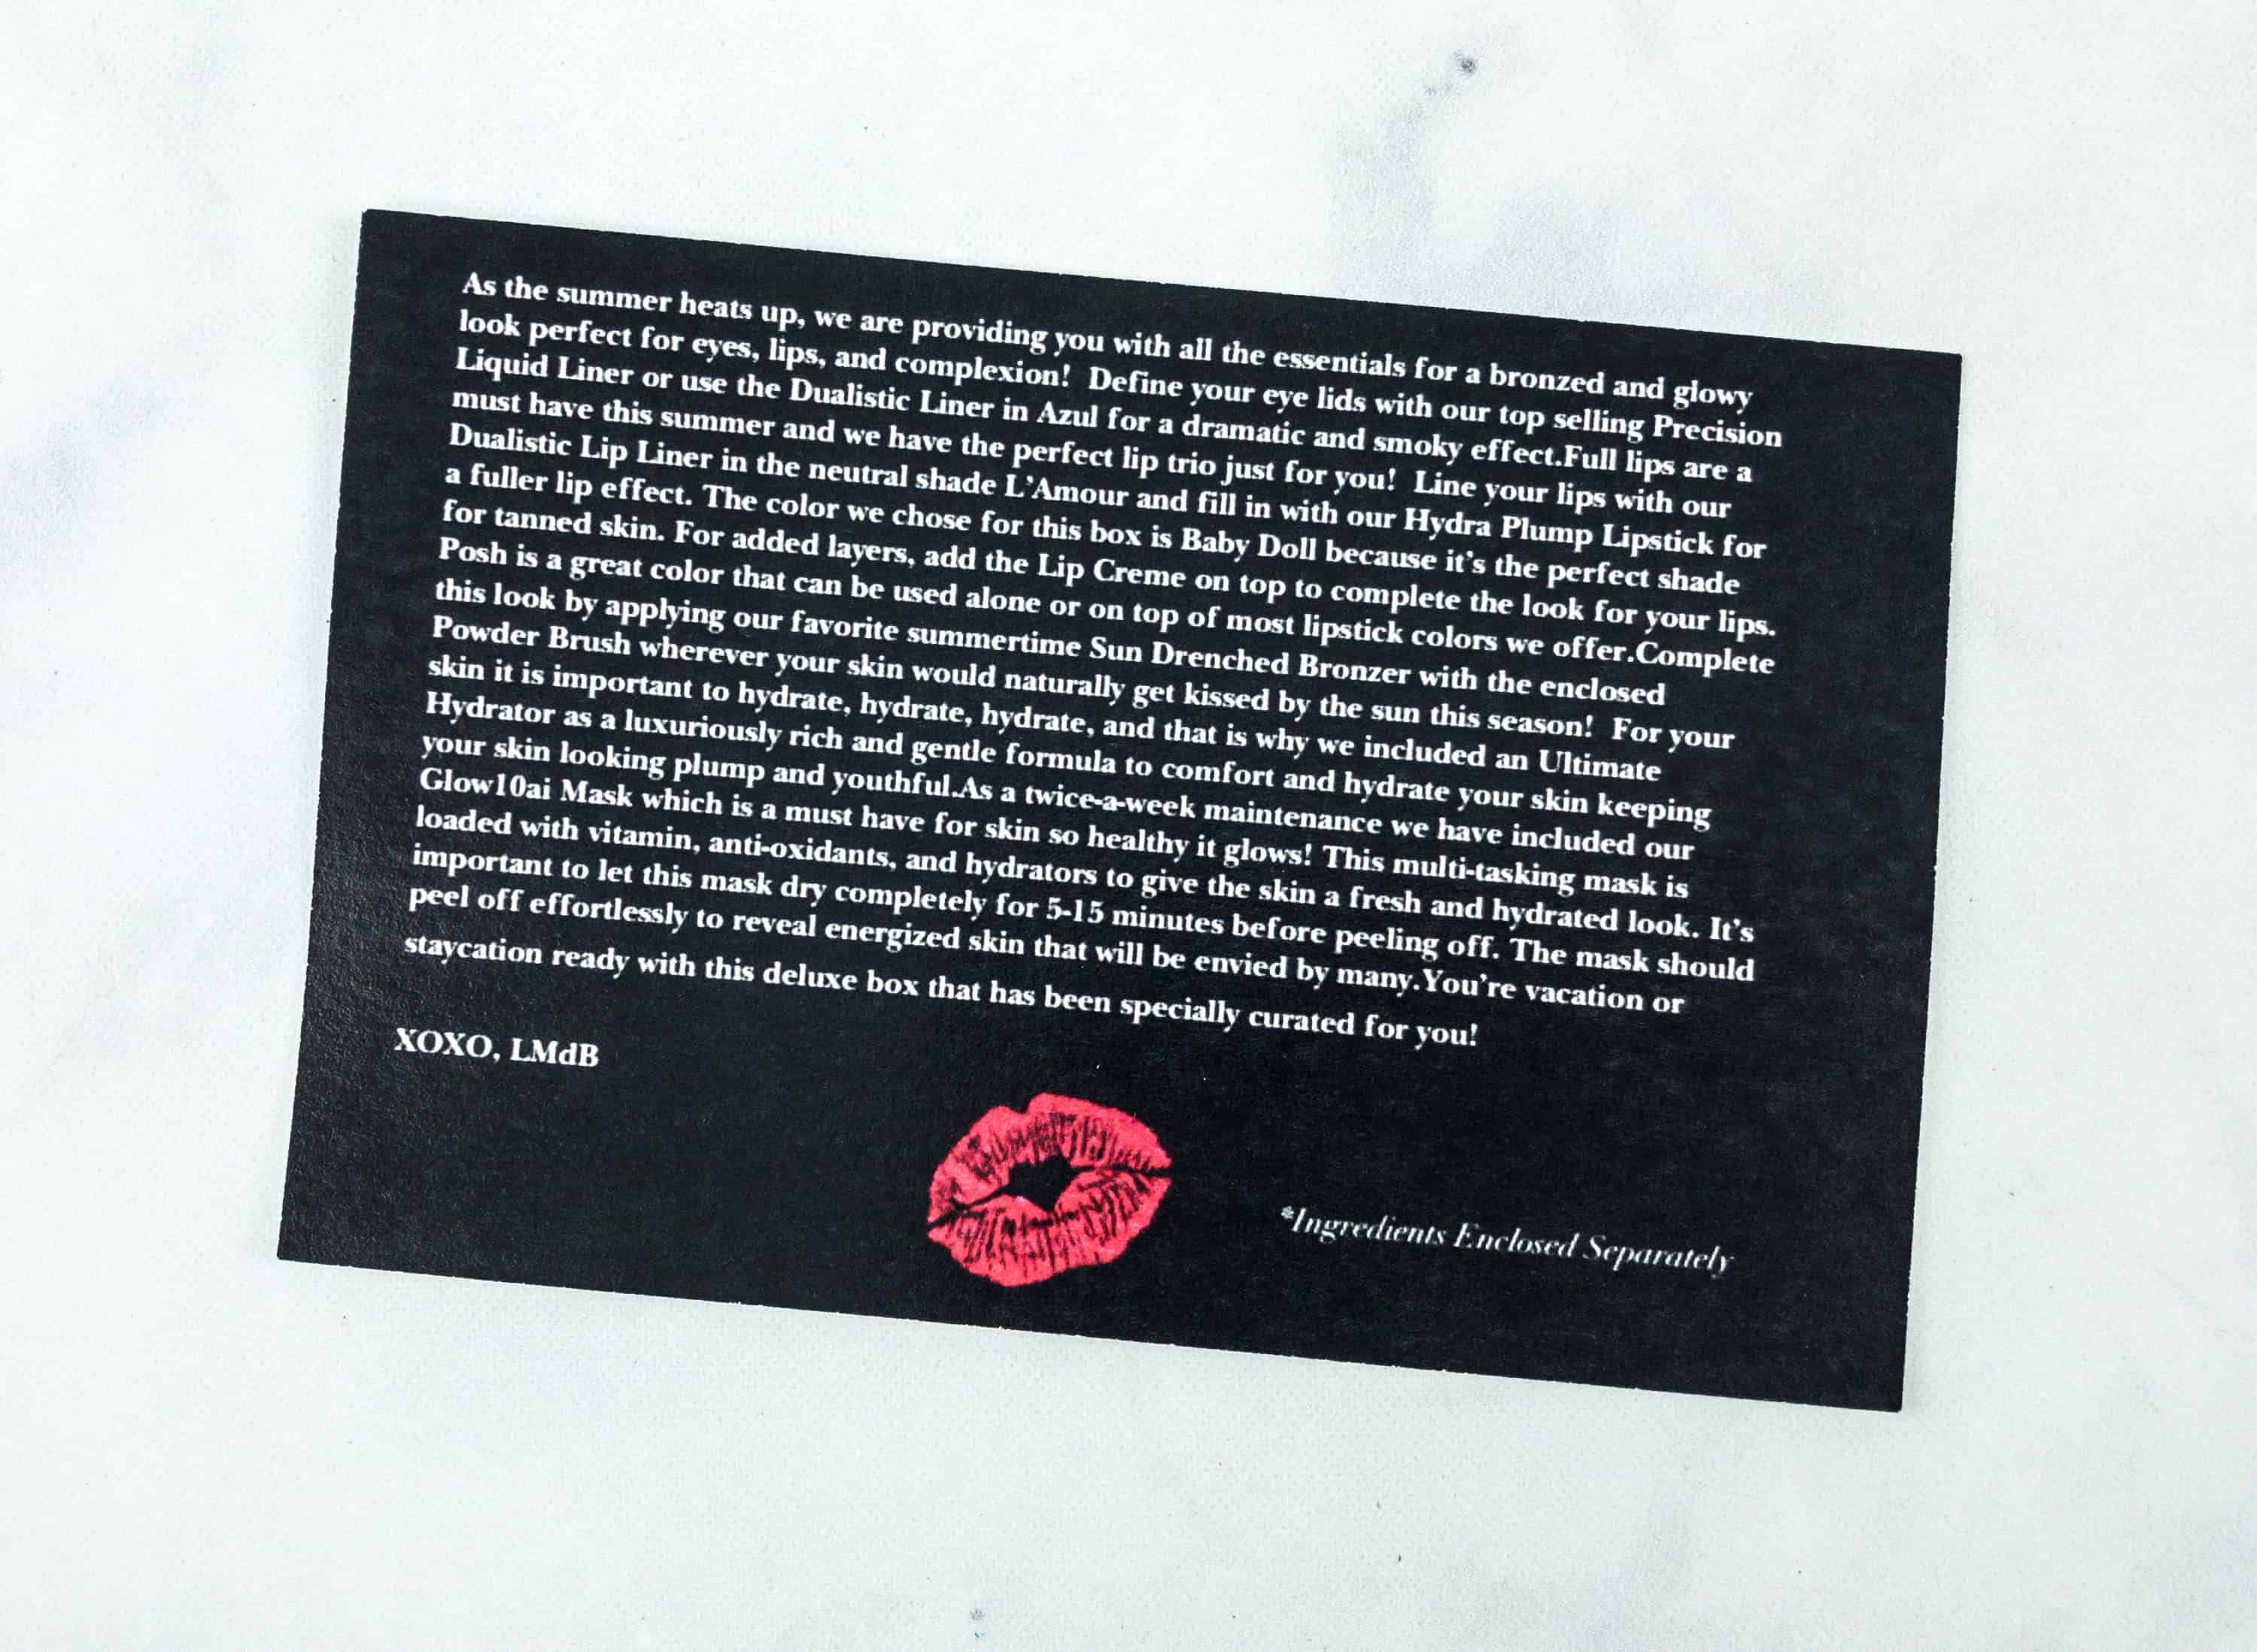 As the summer heats up, we are providing you with all the essentials for a bronzed and glowy
look perfect for eyes, lips, and complexion!  Define your eye lids with our top selling Precision
Liquid Liner or use the Dualistic Liner in Azul for a dramatic and smoky effect.Full lips are a
must have this summer and we have the perfect lip trio just for you!  Line your lips with our
Dualistic Lip Liner in the neutral shade L'Amour and fill in with our Hydra Plump Lipstick for
a fuller lip effect. The color we chose for this box is Baby Doll because it's the perfect shade
for tanned skin. For added layers, add the Lip Creme on top to complete the look for your lips.
Posh is a great color that can be used alone or on top of most lipstick colors we offer.Complete
this look by applying our favorite summertime Sun Drenched Bronzer with the enclosed
Powder Brush wherever your skin would naturally get kissed by the sun this season!  For your
skin it is important to hydrate, hydrate, hydrate, and that is why we included an Ultimate
Hydrator as a luxuriously rich and gentle formula to comfort and hydrate your skin keeping
your skin looking plump and youthful.As a twice-a-week maintenance we have included our
Glow10ai Mask which is a must have for skin so healthy it glows! This multi-tasking mask is
loaded with vitamin, anti-oxidants, and hydrators to give the skin a fresh and hydrated look. It's
important to let this mask dry completely for 5-15 minutes before peeling off. The mask should
peel off effortlessly to reveal energized skin that will be envied by many.You're vacation or
staycation ready with this deluxe box that has been specially curated for you!
XOXO, LMdB
*Ingredients Enclosed Separately